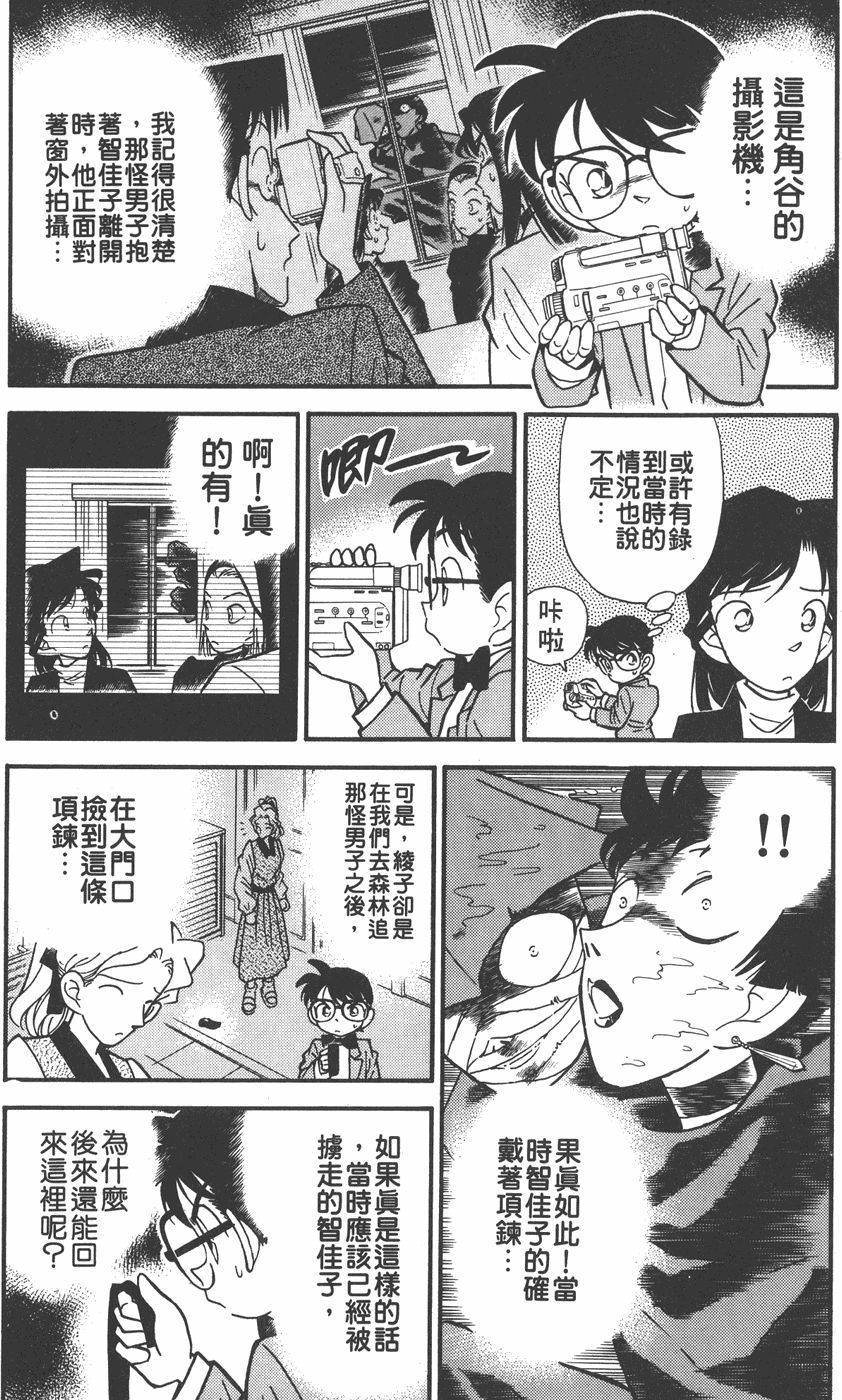 這是角谷的
攝影機…
我記得很清楚
，那怪男子抱
著智佳子離開
時，他正面對
著窗外拍攝…
或許有錄
到當時的
情況也說
不定…
咔
啦
唧—
啊！真
的有！
!!
果真如此！當
時智佳子的確
戴著項鍊…
可是，綾子卻是
在我們去森林追
那怪男子之後，
在大門口
撿到這條
項鍊…
如果真是這樣的話
，當時應該已經被
擄走的智佳子，
為什麼
後來還能回
來這裡呢？